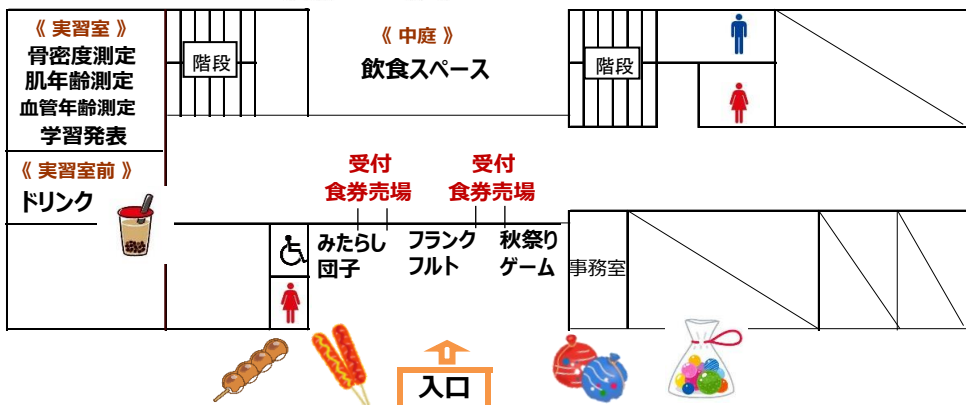 《 実習室 》
骨密度測定
肌年齢測定
血管年齢測定
学習発表
階段
《 中庭 》
飲食スペース
階段
《 実習室前 》
ドリンク
受付
食券売場
受付
食券売場
みたらし
団子
フランク
フルト
秋祭り
ゲーム
事務室
入口